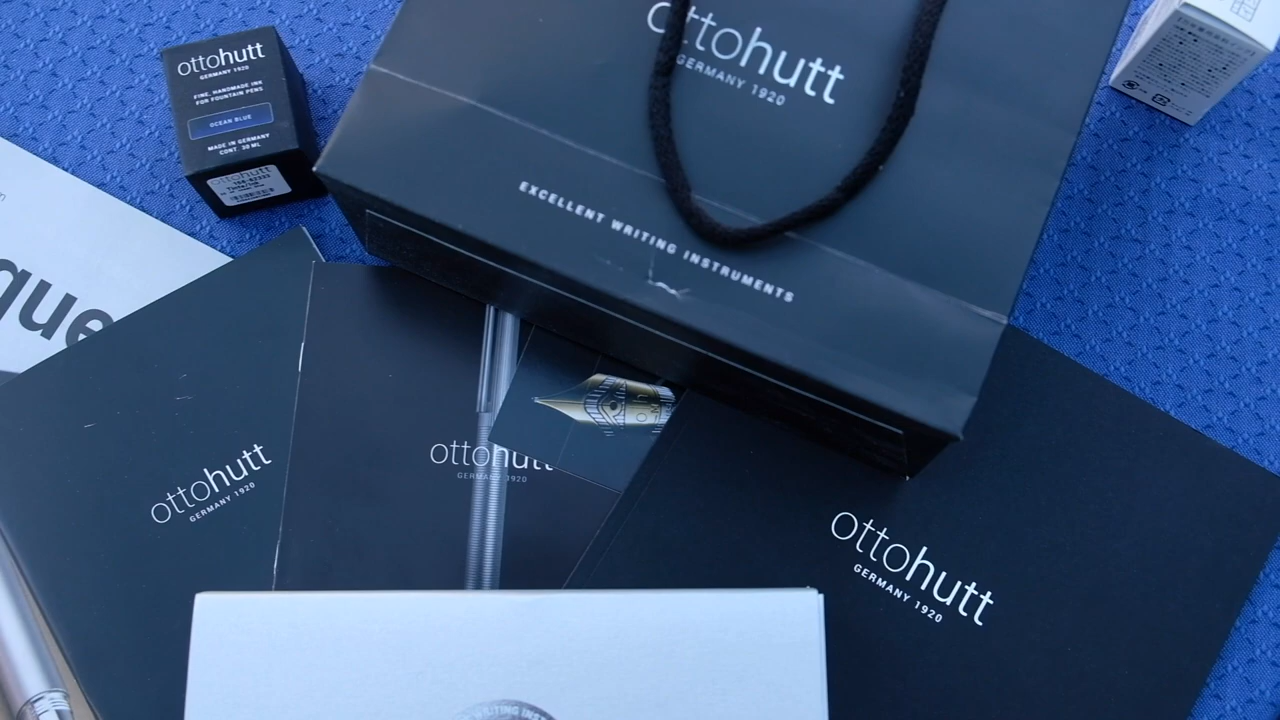 ottohutt
GERMANY 1920
FINE, HANDMADE INK
FOR FOUNTAIN PENS
OCEAN BLUE
MADE IN GERMANY
CONT. 30 ML
ottohutt
ottohutt
GERMANY 1920
EXCELLENT WRITING INSTRUMENTS
que
ottohutt
GERMANY 1920
ottohutt
GERMANY 1920
ottohutt
GERMANY 1920